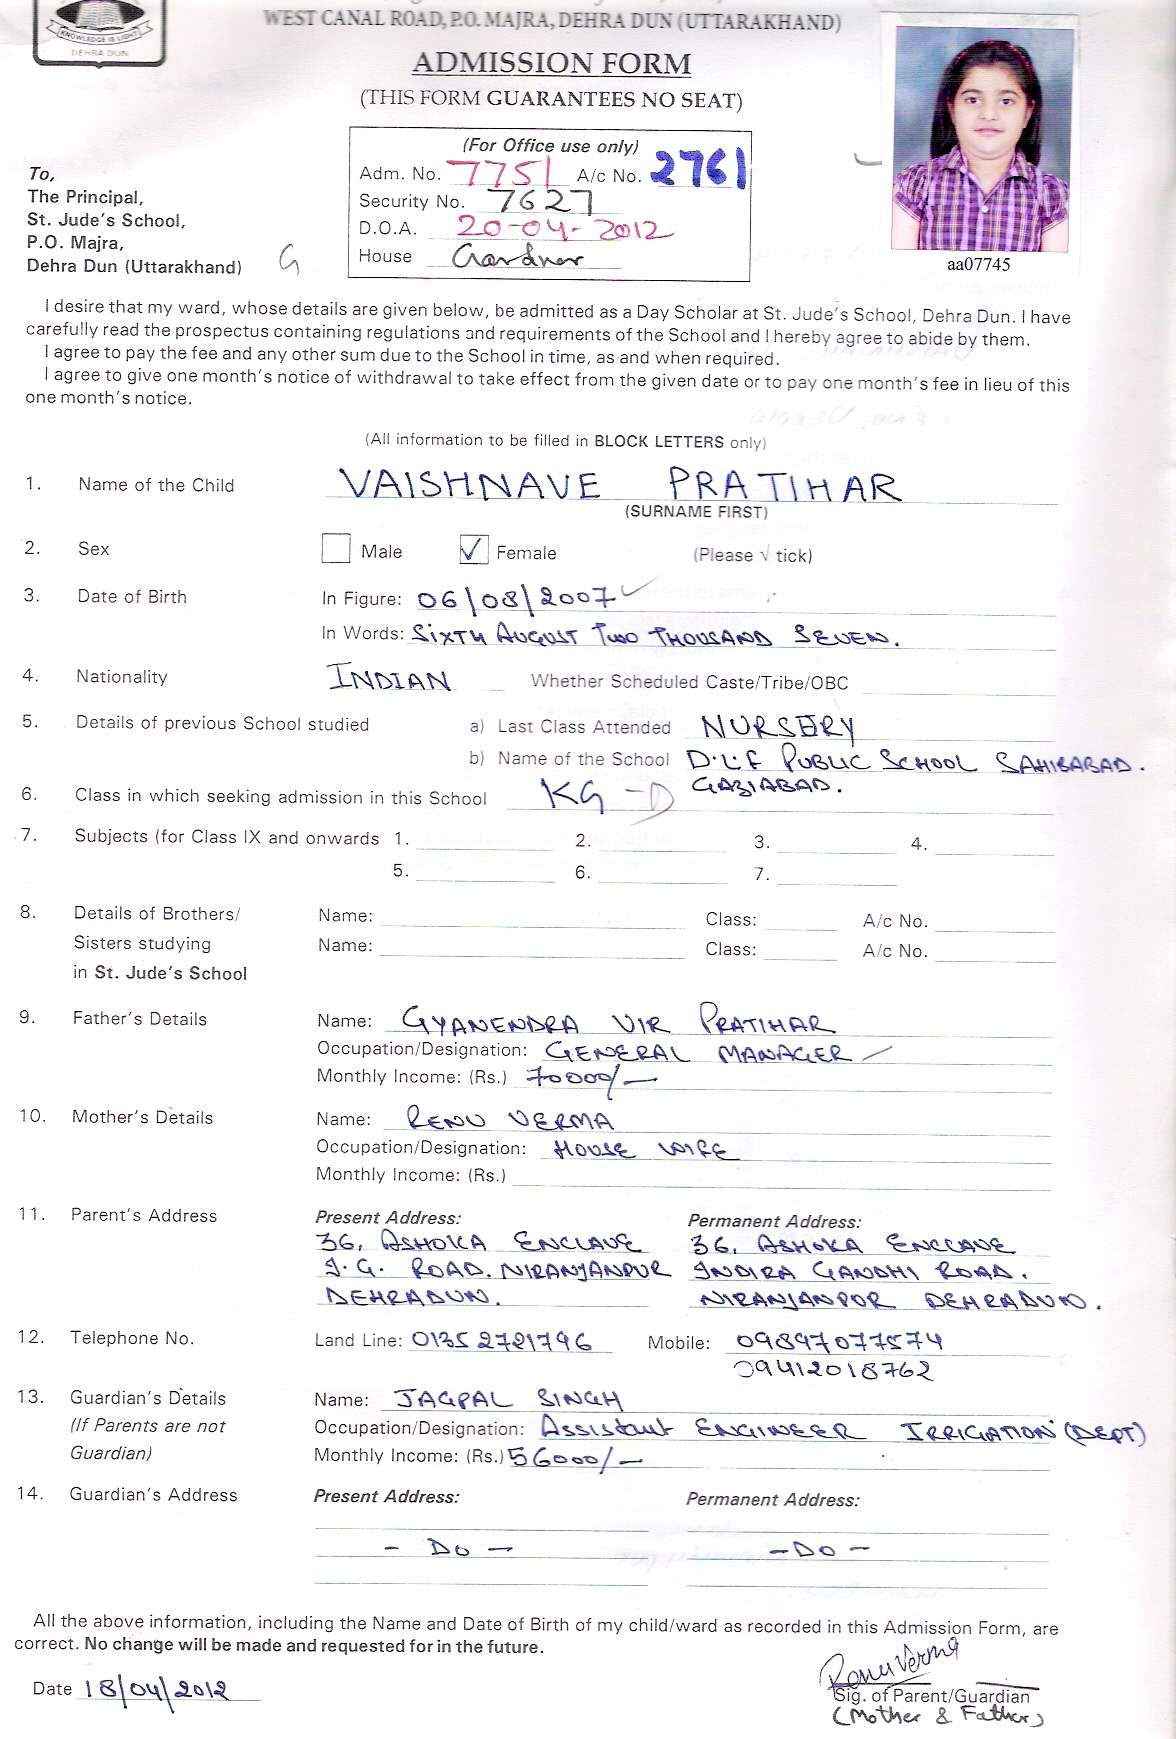 KNOWLEDGE IS LIGHT
DEHRA DUN
WEST CANAL ROAD, P.O. MAJRA, DEHRA DUN (UTTARAKHAND)
ADMISSION FORM
(THIS FORM GUARANTEES NO SEAT)
(For Office use only)
Adm. No. 7751 A/c No. 2761
Security No. 7627
D.O.A. 20-04-2012
House Gardner
aa07745
To,
The Principal,
St. Jude's School,
P.O. Majra,
Dehra Dun (Uttarakhand) G
I desire that my ward, whose details are given below, be admitted as a Day Scholar at St. Jude's School, Dehra Dun. I have
carefully read the prospectus containing regulations and requirements of the School and I hereby agree to abide by them.
I agree to pay the fee and any other sum due to the School in time, as and when required.
I agree to give one month's notice of withdrawal to take effect from the given date or to pay one month's fee in lieu of this
one month's notice.
(All information to be filled in BLOCK LETTERS only)
1. Name of the Child VAISHNAVE PRATIHAR
(SURNAME FIRST)
2. Sex Male ✓ Female (Please √ tick)
3. Date of Birth In Figure: 06/08/2007
In Words: SIXTH AUGUST TWO THOUSAND SEVEN.
4. Nationality INDIAN Whether Scheduled Caste/Tribe/OBC
5. Details of previous School studied a) Last Class Attended NURSERY
b) Name of the School D.L.F PUBLIC SCHOOL SAHIBABAD.
GAZIABAD.
6. Class in which seeking admission in this School KG - D
7. Subjects (for Class IX and onwards 1. 2. 3. 4.
5. 6. 7.
8. Details of Brothers/ Name: Class: A/c No.
Sisters studying Name: Class: A/c No.
in St. Jude's School
9. Father's Details Name: GYANENDRA VIR PRATIHAR
Occupation/Designation: GENERAL MANAGER
Monthly Income: (Rs.) 70000/-
10. Mother's Details Name: RENU VERMA
Occupation/Designation: HOUSE WIFE
Monthly Income: (Rs.)
11. Parent's Address Present Address: Permanent Address:
36, ASHOKA ENCLAVE 36, ASHOKA ENCLAVE
I.G. ROAD. NIRANJANPUR INDIRA GANDHI ROAD.
DEHRADUN. NIRANJANPOR DEHRADUN.
12. Telephone No. Land Line: 01352721796 Mobile: 09897077574
09412018762
13. Guardian's Details Name: JAGPAL SINGH
(If Parents are not Occupation/Designation: Assistant ENGINEER IRRIGATION (DEPT)
Guardian) Monthly Income: (Rs.) 56000/-
14. Guardian's Address Present Address: Permanent Address:
- DO - - DO -
All the above information, including the Name and Date of Birth of my child/ward as recorded in this Admission Form, are
correct. No change will be made and requested for in the future.
Renu Verma
Date 18/04/2012 Sig. of Parent/Guardian
(Mother & Father)